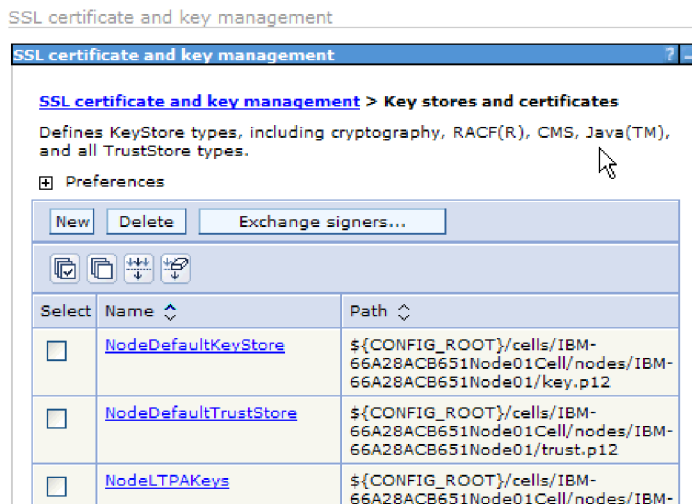 SSL certificate and key management
SSL certificate and key management ? –
SSL certificate and key management > Key stores and certificates
Defines KeyStore types, including cryptography, RACF(R), CMS, Java(TM),
and all TrustStore types.
+ Preferences
New Delete Exchange signers...
Select Name Path
NodeDefaultKeyStore ${CONFIG_ROOT}/cells/IBM-
66A28ACB651Node01Cell/nodes/IBM-
66A28ACB651Node01/key.p12
NodeDefaultTrustStore ${CONFIG_ROOT}/cells/IBM-
66A28ACB651Node01Cell/nodes/IBM-
66A28ACB651Node01/trust.p12
NodeLTPAKeys ${CONFIG_ROOT}/cells/IBM-
66A28ACB651Node01Cell/nodes/IBM-